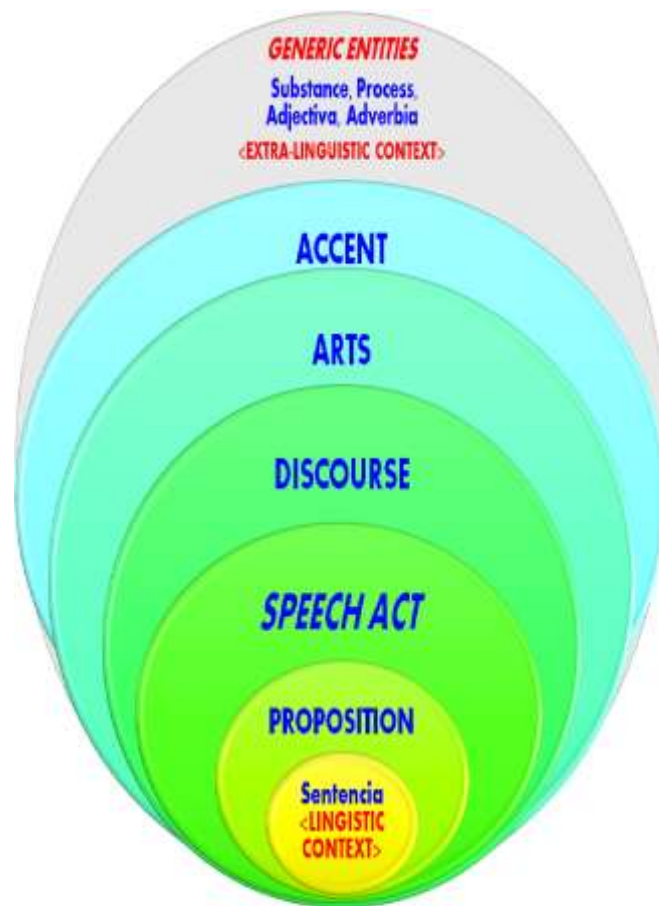 GENERIC ENTITIES
Substance, Process,
Adjectiva, Adverbia
<EXTRA-LINGUISTIC CONTEXT>
ACCENT
ARTS
DISCOURSE
SPEECH ACT
PROPOSITION
Sentencia
<LINGISTIC
CONTEXT>